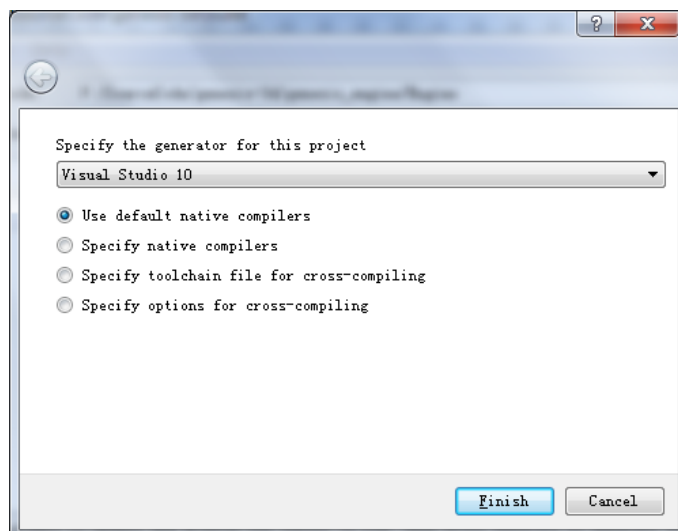 Specify the generator for this project
Visual Studio 10
Use default native compilers
Specify native compilers
Specify toolchain file for cross-compiling
Specify options for cross-compiling
Finish
Cancel